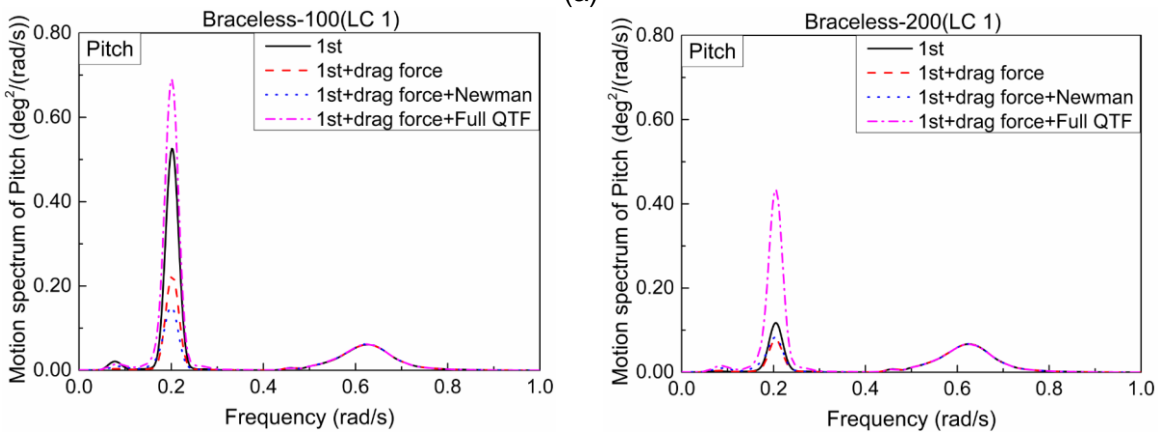 (a)
Braceless-100(LC 1)
Pitch
1st
1st+drag force
1st+drag force+Newman
1st+drag force+Full QTF
Motion spectrum of Pitch (deg²/(rad/s))
0.80
0.60
0.40
0.20
0.00
0.0 0.2 0.4 0.6 0.8 1.0
Frequency (rad/s)
Braceless-200(LC 1)
Pitch
1st
1st+drag force
1st+drag force+Newman
1st+drag force+Full QTF
Motion spectrum of Pitch (deg²/(rad/s))
0.80
0.60
0.40
0.20
0.00
0.0 0.2 0.4 0.6 0.8 1.0
Frequency (rad/s)